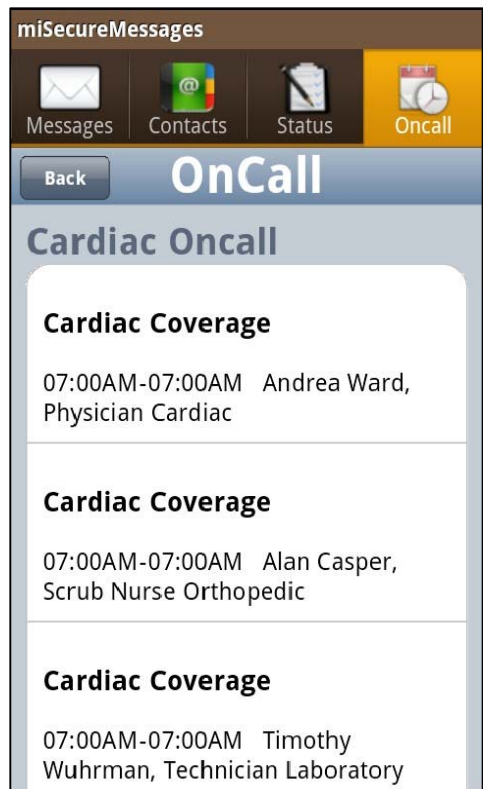 miSecureMessages
Messages Contacts Status Oncall
Back OnCall
Cardiac Oncall
Cardiac Coverage
07:00AM-07:00AM Andrea Ward,
Physician Cardiac
Cardiac Coverage
07:00AM-07:00AM Alan Casper,
Scrub Nurse Orthopedic
Cardiac Coverage
07:00AM-07:00AM Timothy
Wuhrman, Technician Laboratory